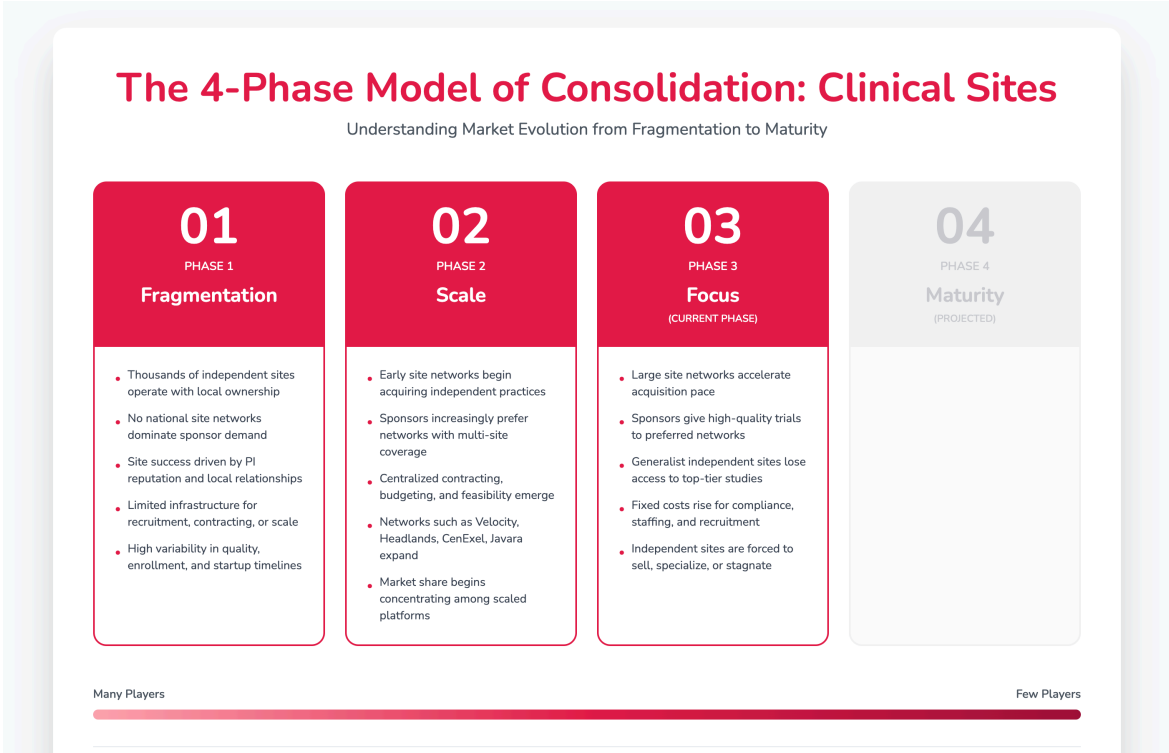 The 4-Phase Model of Consolidation: Clinical Sites
Understanding Market Evolution from Fragmentation to Maturity
01
PHASE 1
Fragmentation
Thousands of independent sites
operate with local ownership
No national site networks
dominate sponsor demand
Site success driven by PI
reputation and local relationships
Limited infrastructure for
recruitment, contracting, or scale
High variability in quality,
enrollment, and startup timelines
02
PHASE 2
Scale
Early site networks begin
acquiring independent practices
Sponsors increasingly prefer
networks with multi-site
coverage
Centralized contracting,
budgeting, and feasibility emerge
Networks such as Velocity,
Headlands, CenExel, Javara
expand
Market share begins
concentrating among scaled
platforms
03
PHASE 3
Focus
(CURRENT PHASE)
Large site networks accelerate
acquisition pace
Sponsors give high-quality trials
to preferred networks
Generalist independent sites lose
access to top-tier studies
Fixed costs rise for compliance,
staffing, and recruitment
Independent sites are forced to
sell, specialize, or stagnate
04
PHASE 4
Maturity
(PROJECTED)
Many Players
Few Players